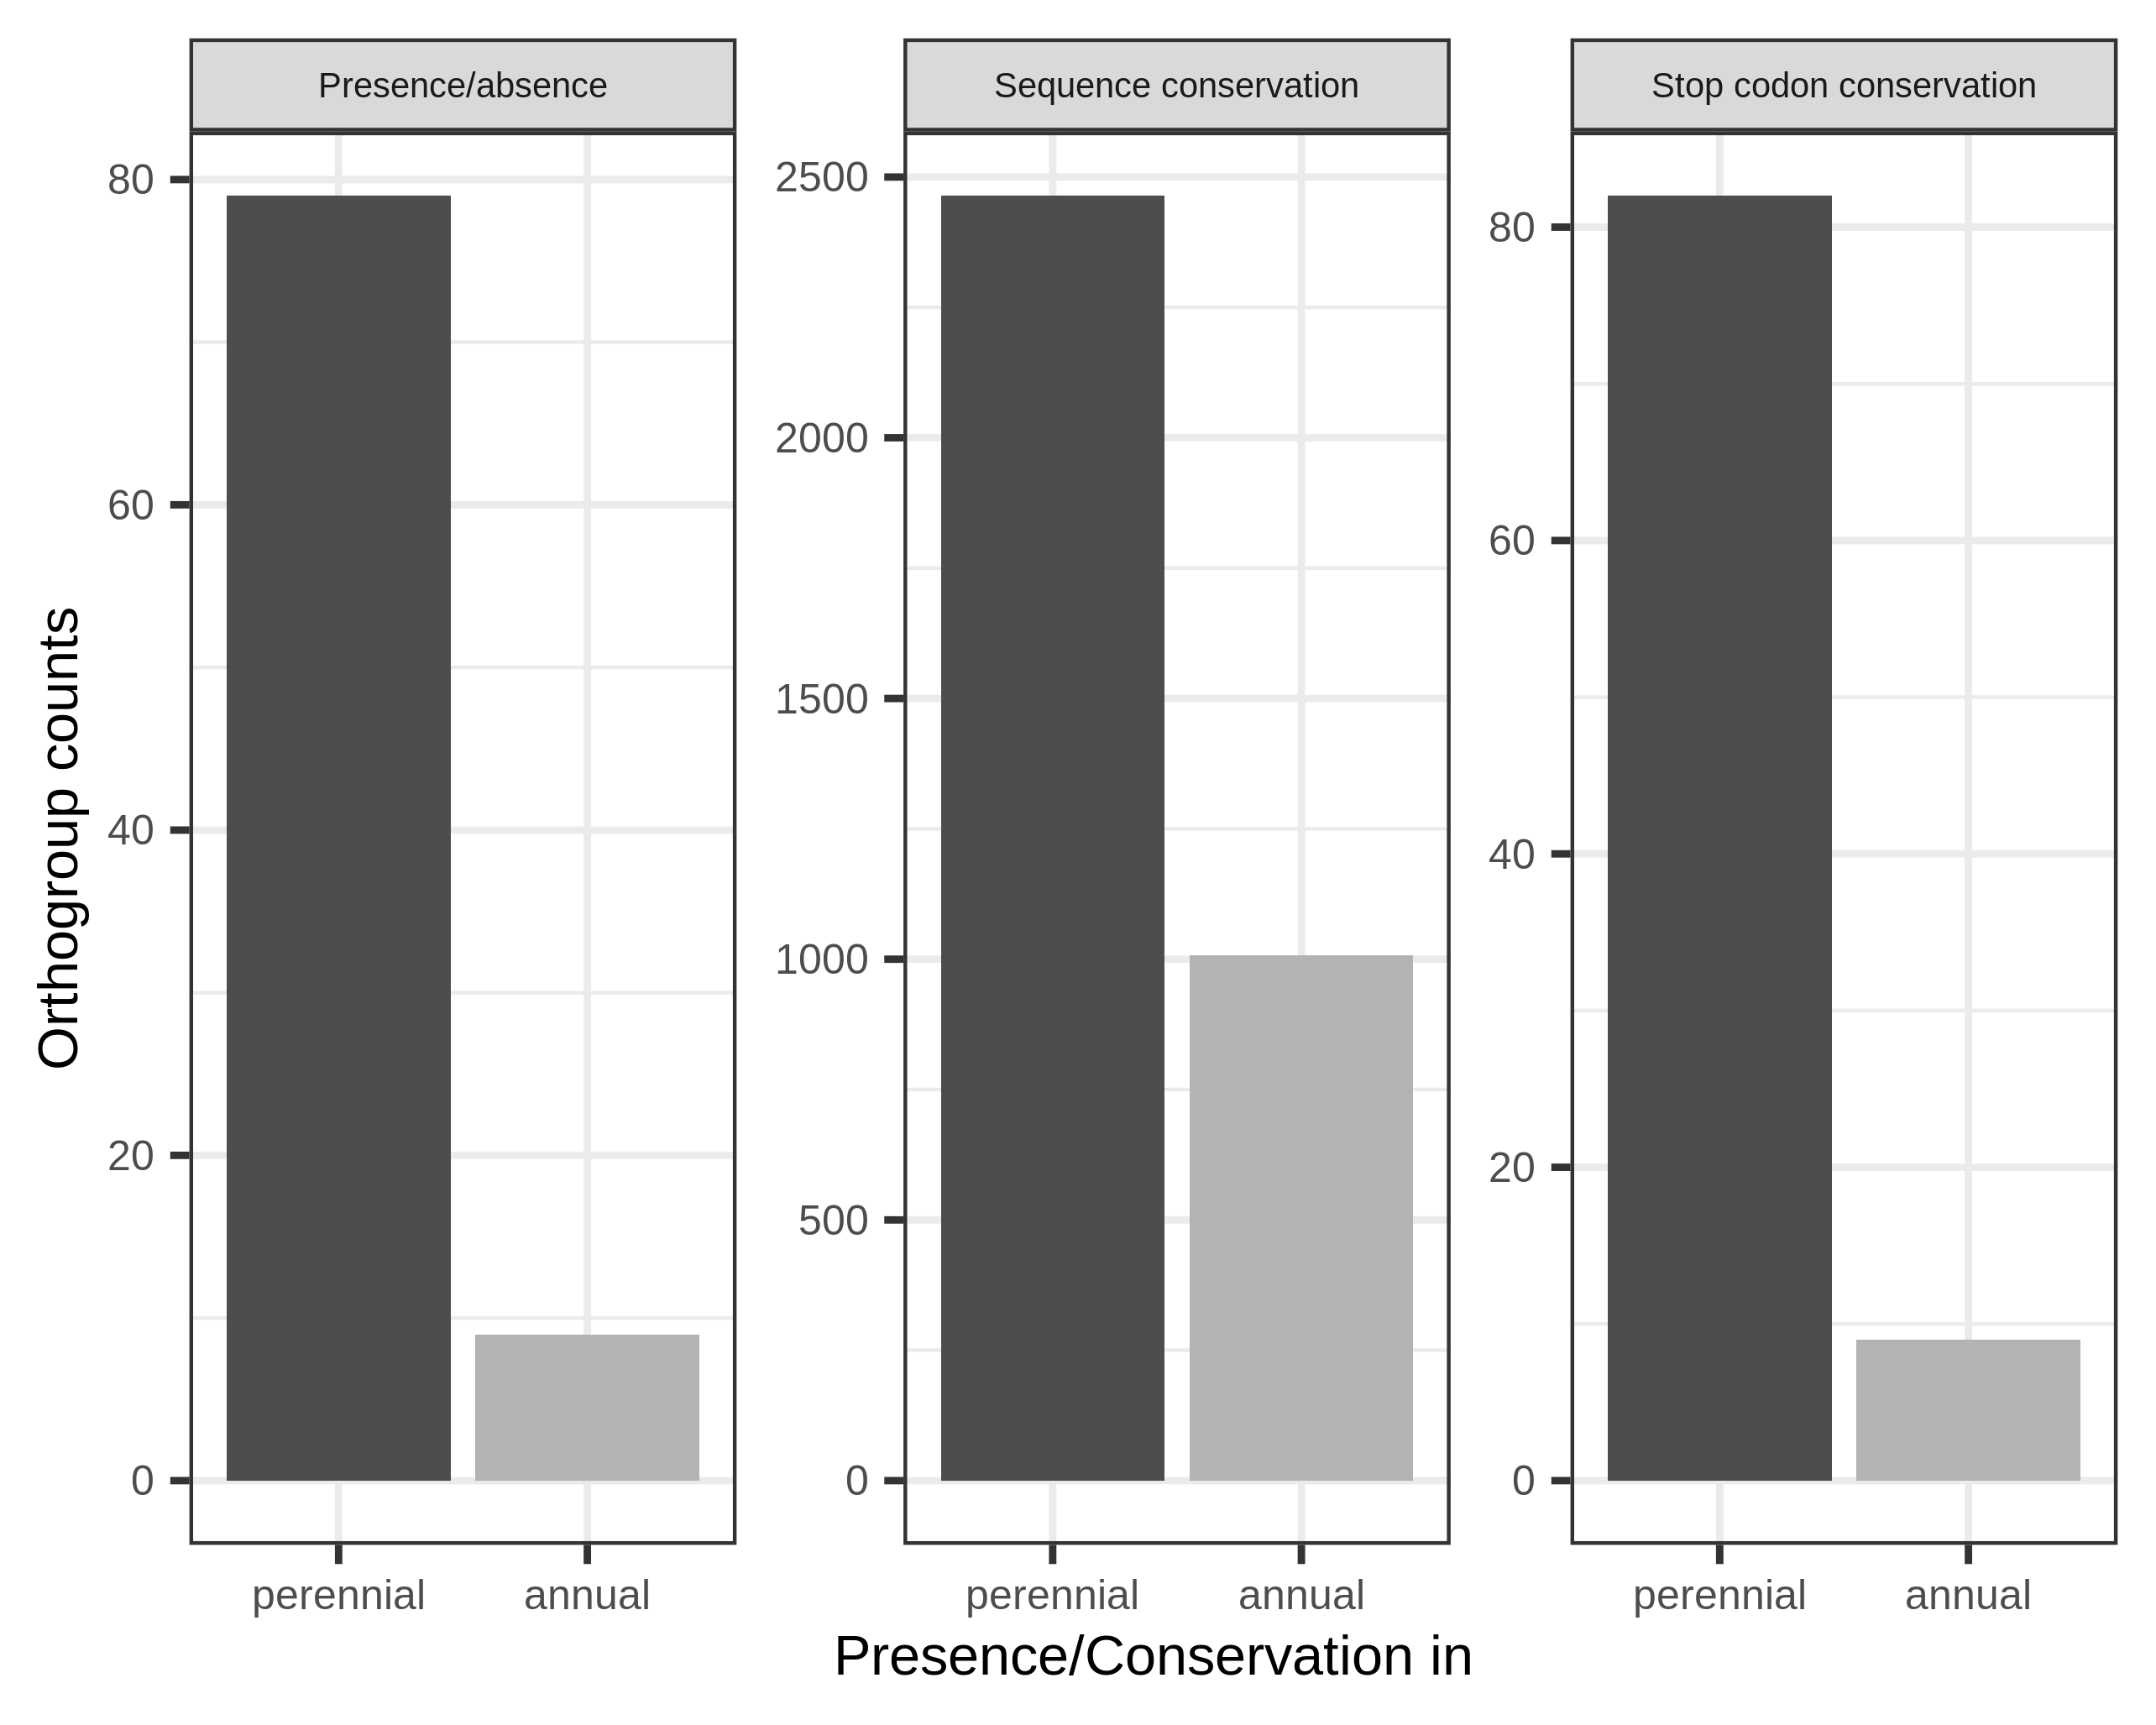 Presence/absence
Sequence conservation
Stop codon conservation
80
60
40
20
0
2500
2000
1500
1000
500
0
80
60
40
20
0
Orthogroup counts
perennial annual
perennial annual
perennial annual
Presence/Conservation in